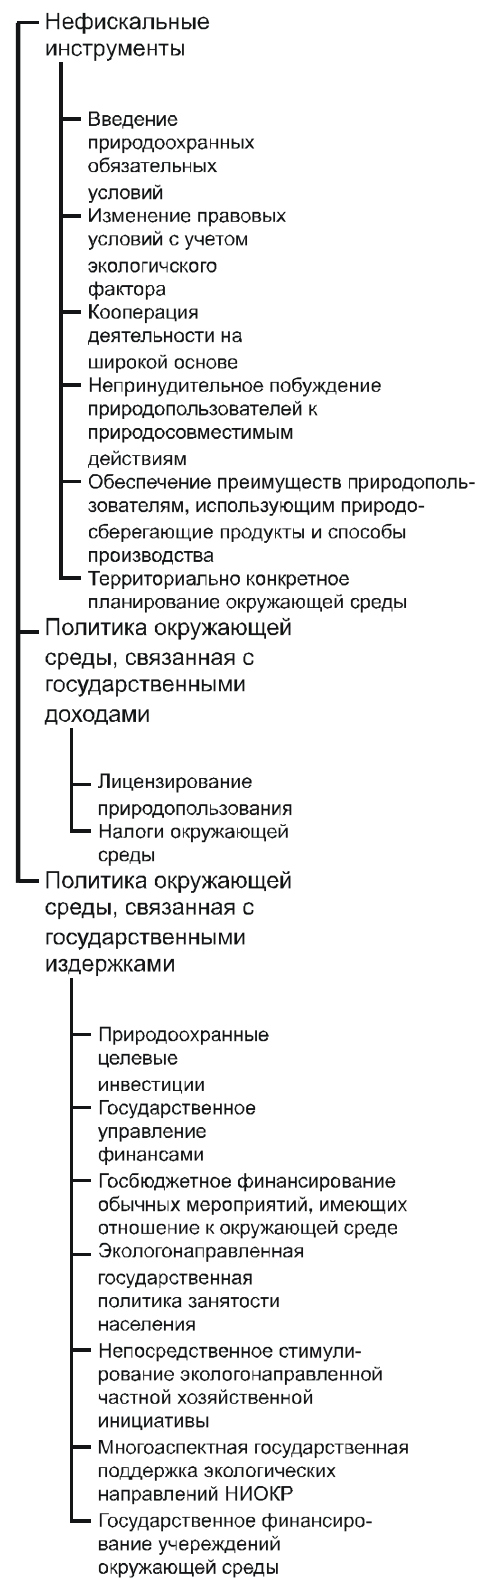 Нефискальные
инструменты
Введение
природоохранных
обязательных
условий
Изменение правовых
условий с учетом
экологичского
фактора
Кооперация
деятельности на
широкой основе
Непринудительное побуждение
природопользователей к
природосовместимым
действиям
Обеспечение преимуществ природополь-
зователям, использующим природо-
сберегающие продукты и способы
производства
Территориально конкретное
планирование окружающей среды
Политика окружающей
среды, связанная с
государственными
доходами
Лицензирование
природопользования
Налоги окружающей
среды
Политика окружающей
среды, связанная с
государственными
издержками
Природоохранные
целевые
инвестиции
Государственное
управление
финансами
Госбюджетное финансирование
обычных мероприятий, имеющих
отношение к окружающей среде
Экологонаправленная
государственная
политика занятости
населения
Непосредственное стимули-
рование экологонаправленной
частной хозяйственной
инициативы
Многоаспектная государственная
поддержка экологических
направлений НИОКР
Государственное финансиро-
вание учереждений
окружающей среды